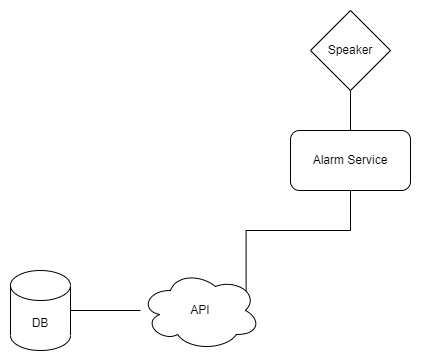 Speaker
Alarm Service
API
DB